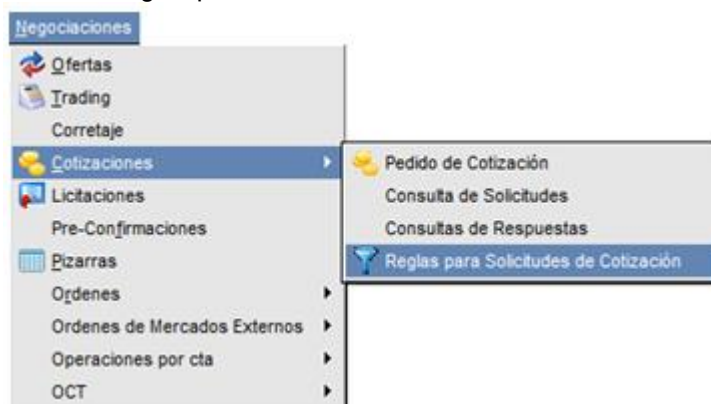 Negociaciones
Ofertas
Trading
Corretaje
Cotizaciones
Licitaciones
Pre-Confirmaciones
Pizarras
Ordenes
Ordenes de Mercados Externos
Operaciones por cta
OCT
Pedido de Cotización
Consulta de Solicitudes
Consultas de Respuestas
Reglas para Solicitudes de Cotización